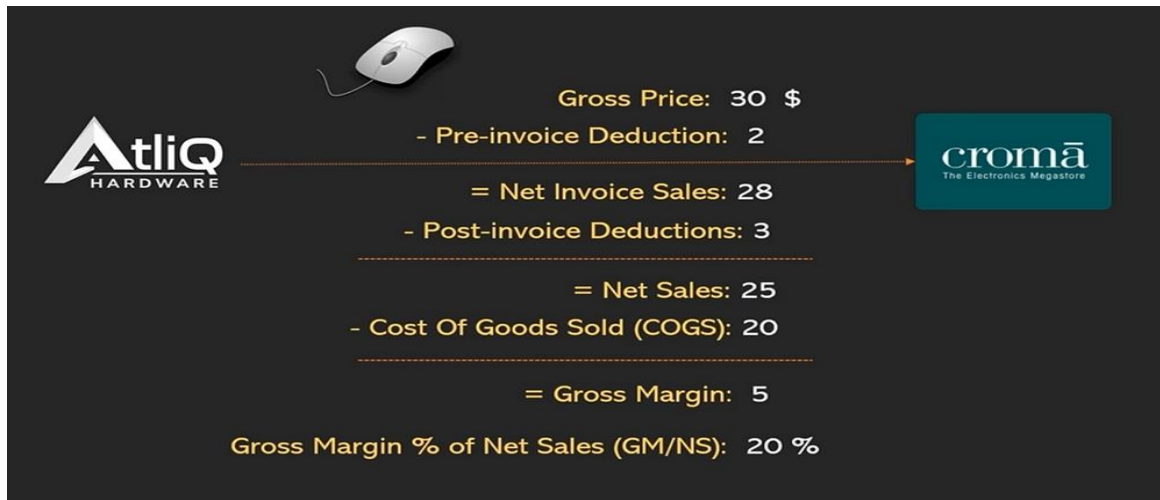 Gross Price: 30 $
- Pre-invoice Deduction: 2
AtliQ
HARDWARE
cromā
The Electronics Megastore
= Net Invoice Sales: 28
- Post-invoice Deductions: 3
= Net Sales: 25
- Cost Of Goods Sold (COGS): 20
= Gross Margin: 5
Gross Margin % of Net Sales (GM/NS): 20 %